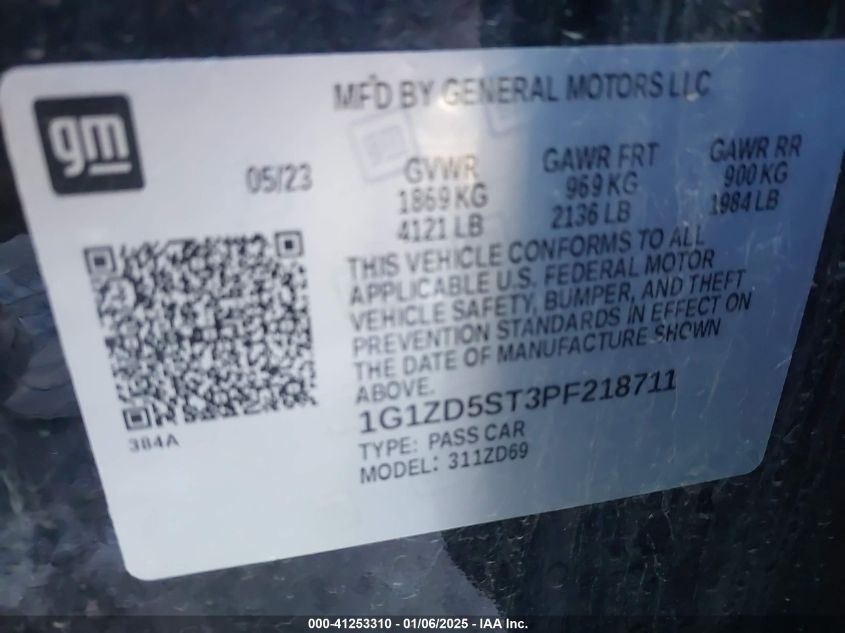 MF'D BY GENERAL MOTORS LLC
gm
05/23
GVWR GAWR FRT GAWR RR
1869 KG 969 KG 900 KG
4121 LB 2136 LB 1984 LB
THIS VEHICLE CONFORMS TO ALL
APPLICABLE U.S. FEDERAL MOTOR
VEHICLE SAFETY, BUMPER, AND THEFT
PREVENTION STANDARDS IN EFFECT ON
THE DATE OF MANUFACTURE SHOWN
ABOVE.
1G1ZD5ST3PF218711
TYPE: PASS CAR
MODEL: 311ZD69
384A
000-41253310 - 01/06/2025 - IAA Inc.